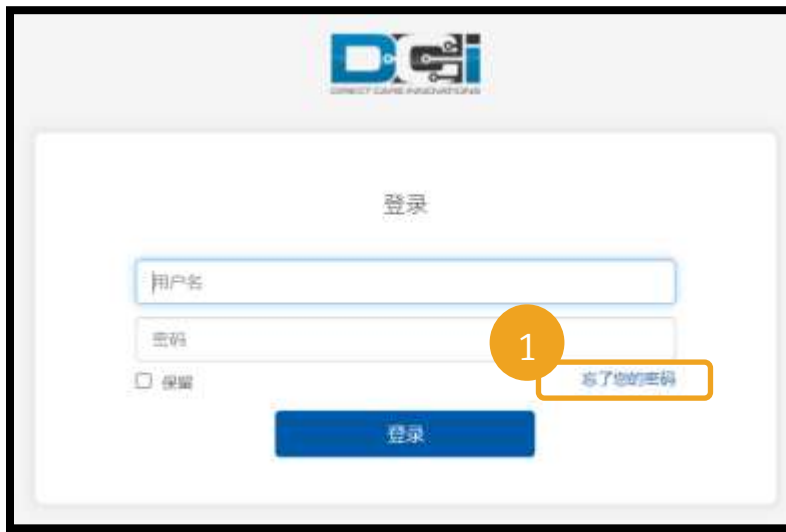 DCi
DIRECT CARE INNOVATIONS
登录
用户名
密码
1
保留
忘了您的密码
登录